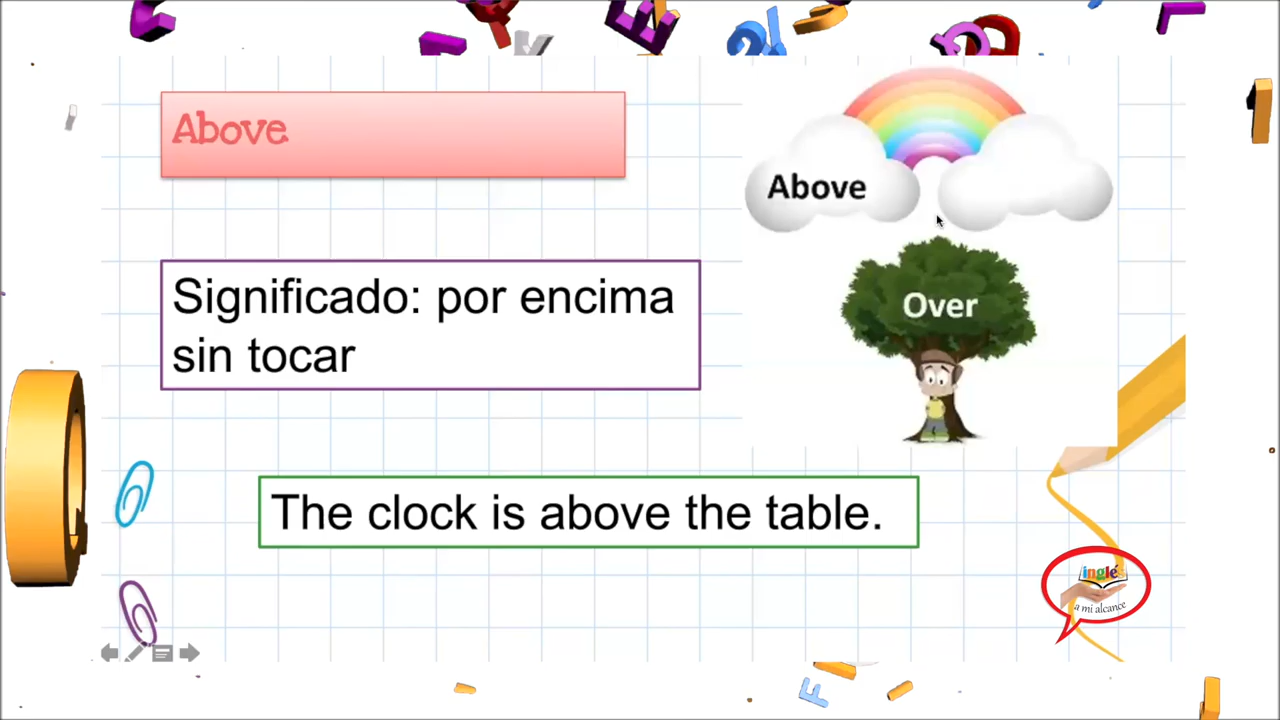 Above
Above
Significado: por encima
sin tocar
Over
The clock is above the table.
inglés
a mi alcance